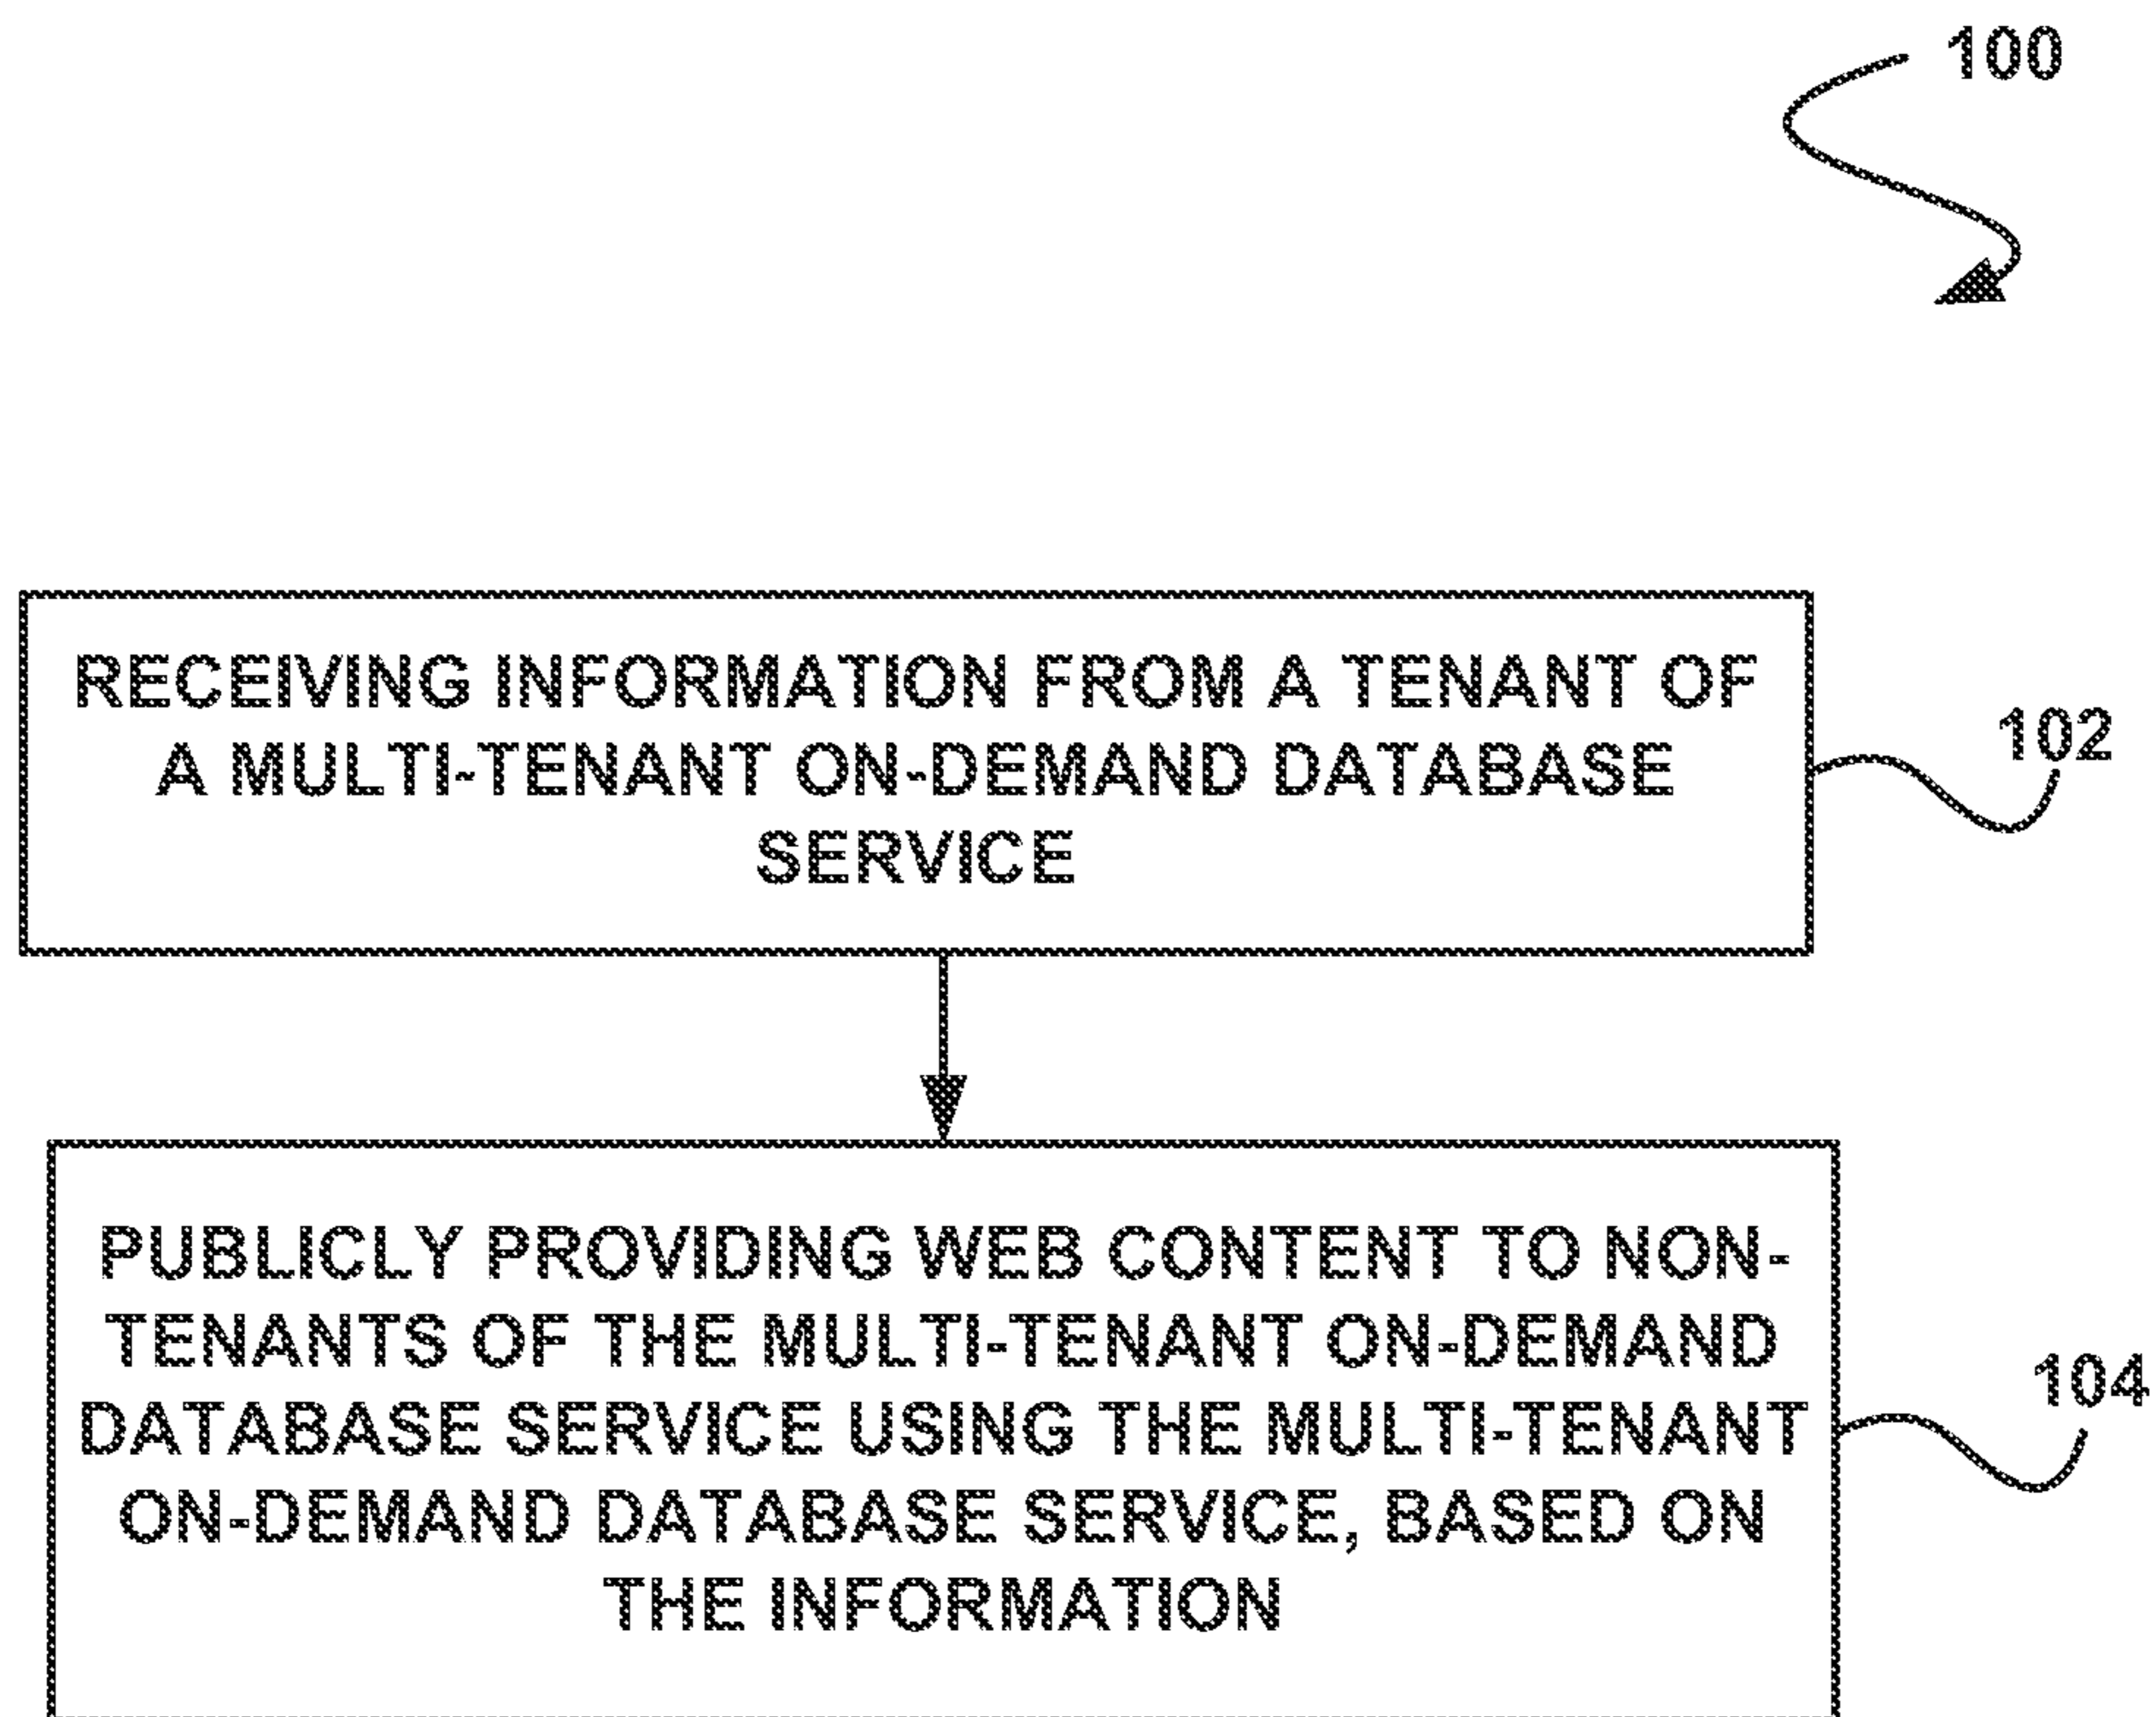 100
RECEIVING INFORMATION FROM A TENANT OF
A MULTI-TENANT ON-DEMAND DATABASE
SERVICE
102
PUBLICLY PROVIDING WEB CONTENT TO NON-
TENANTS OF THE MULTI-TENANT ON-DEMAND
DATABASE SERVICE USING THE MULTI-TENANT
ON-DEMAND DATABASE SERVICE, BASED ON
THE INFORMATION
104